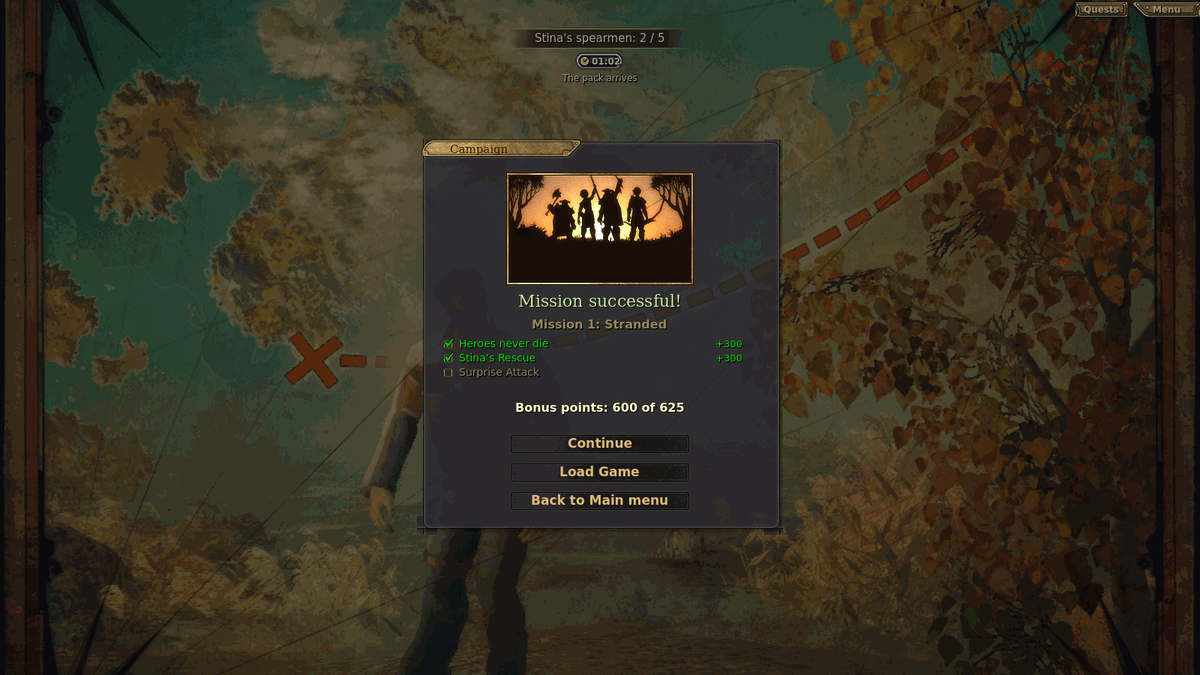 Quests
Menu
Stina's spearmen: 2 / 5
01:02
The pack arrives
Campaign
Mission successful!
Mission 1: Stranded
Heroes never die +300
Stina's Rescue +300
Surprise Attack
Bonus points: 600 of 625
Continue
Load Game
Back to Main menu